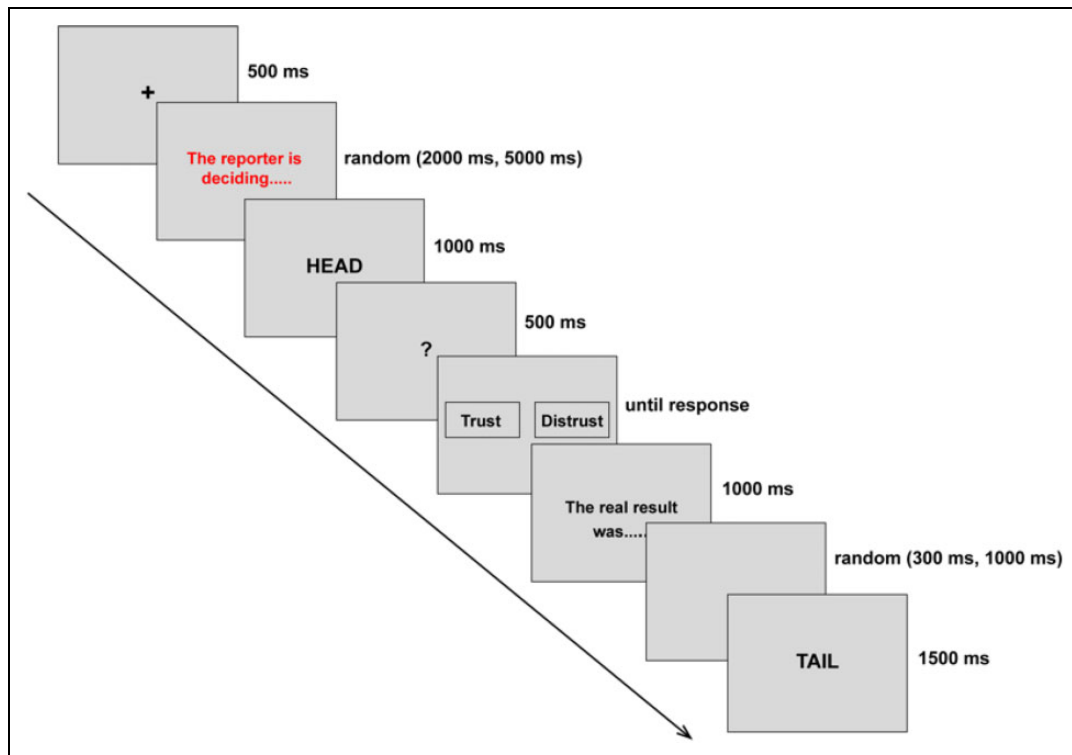 +
500 ms
The reporter is
deciding.....
random (2000 ms, 5000 ms)
HEAD
1000 ms
?
500 ms
Trust
Distrust
until response
The real result
was.....
1000 ms
random (300 ms, 1000 ms)
TAIL
1500 ms